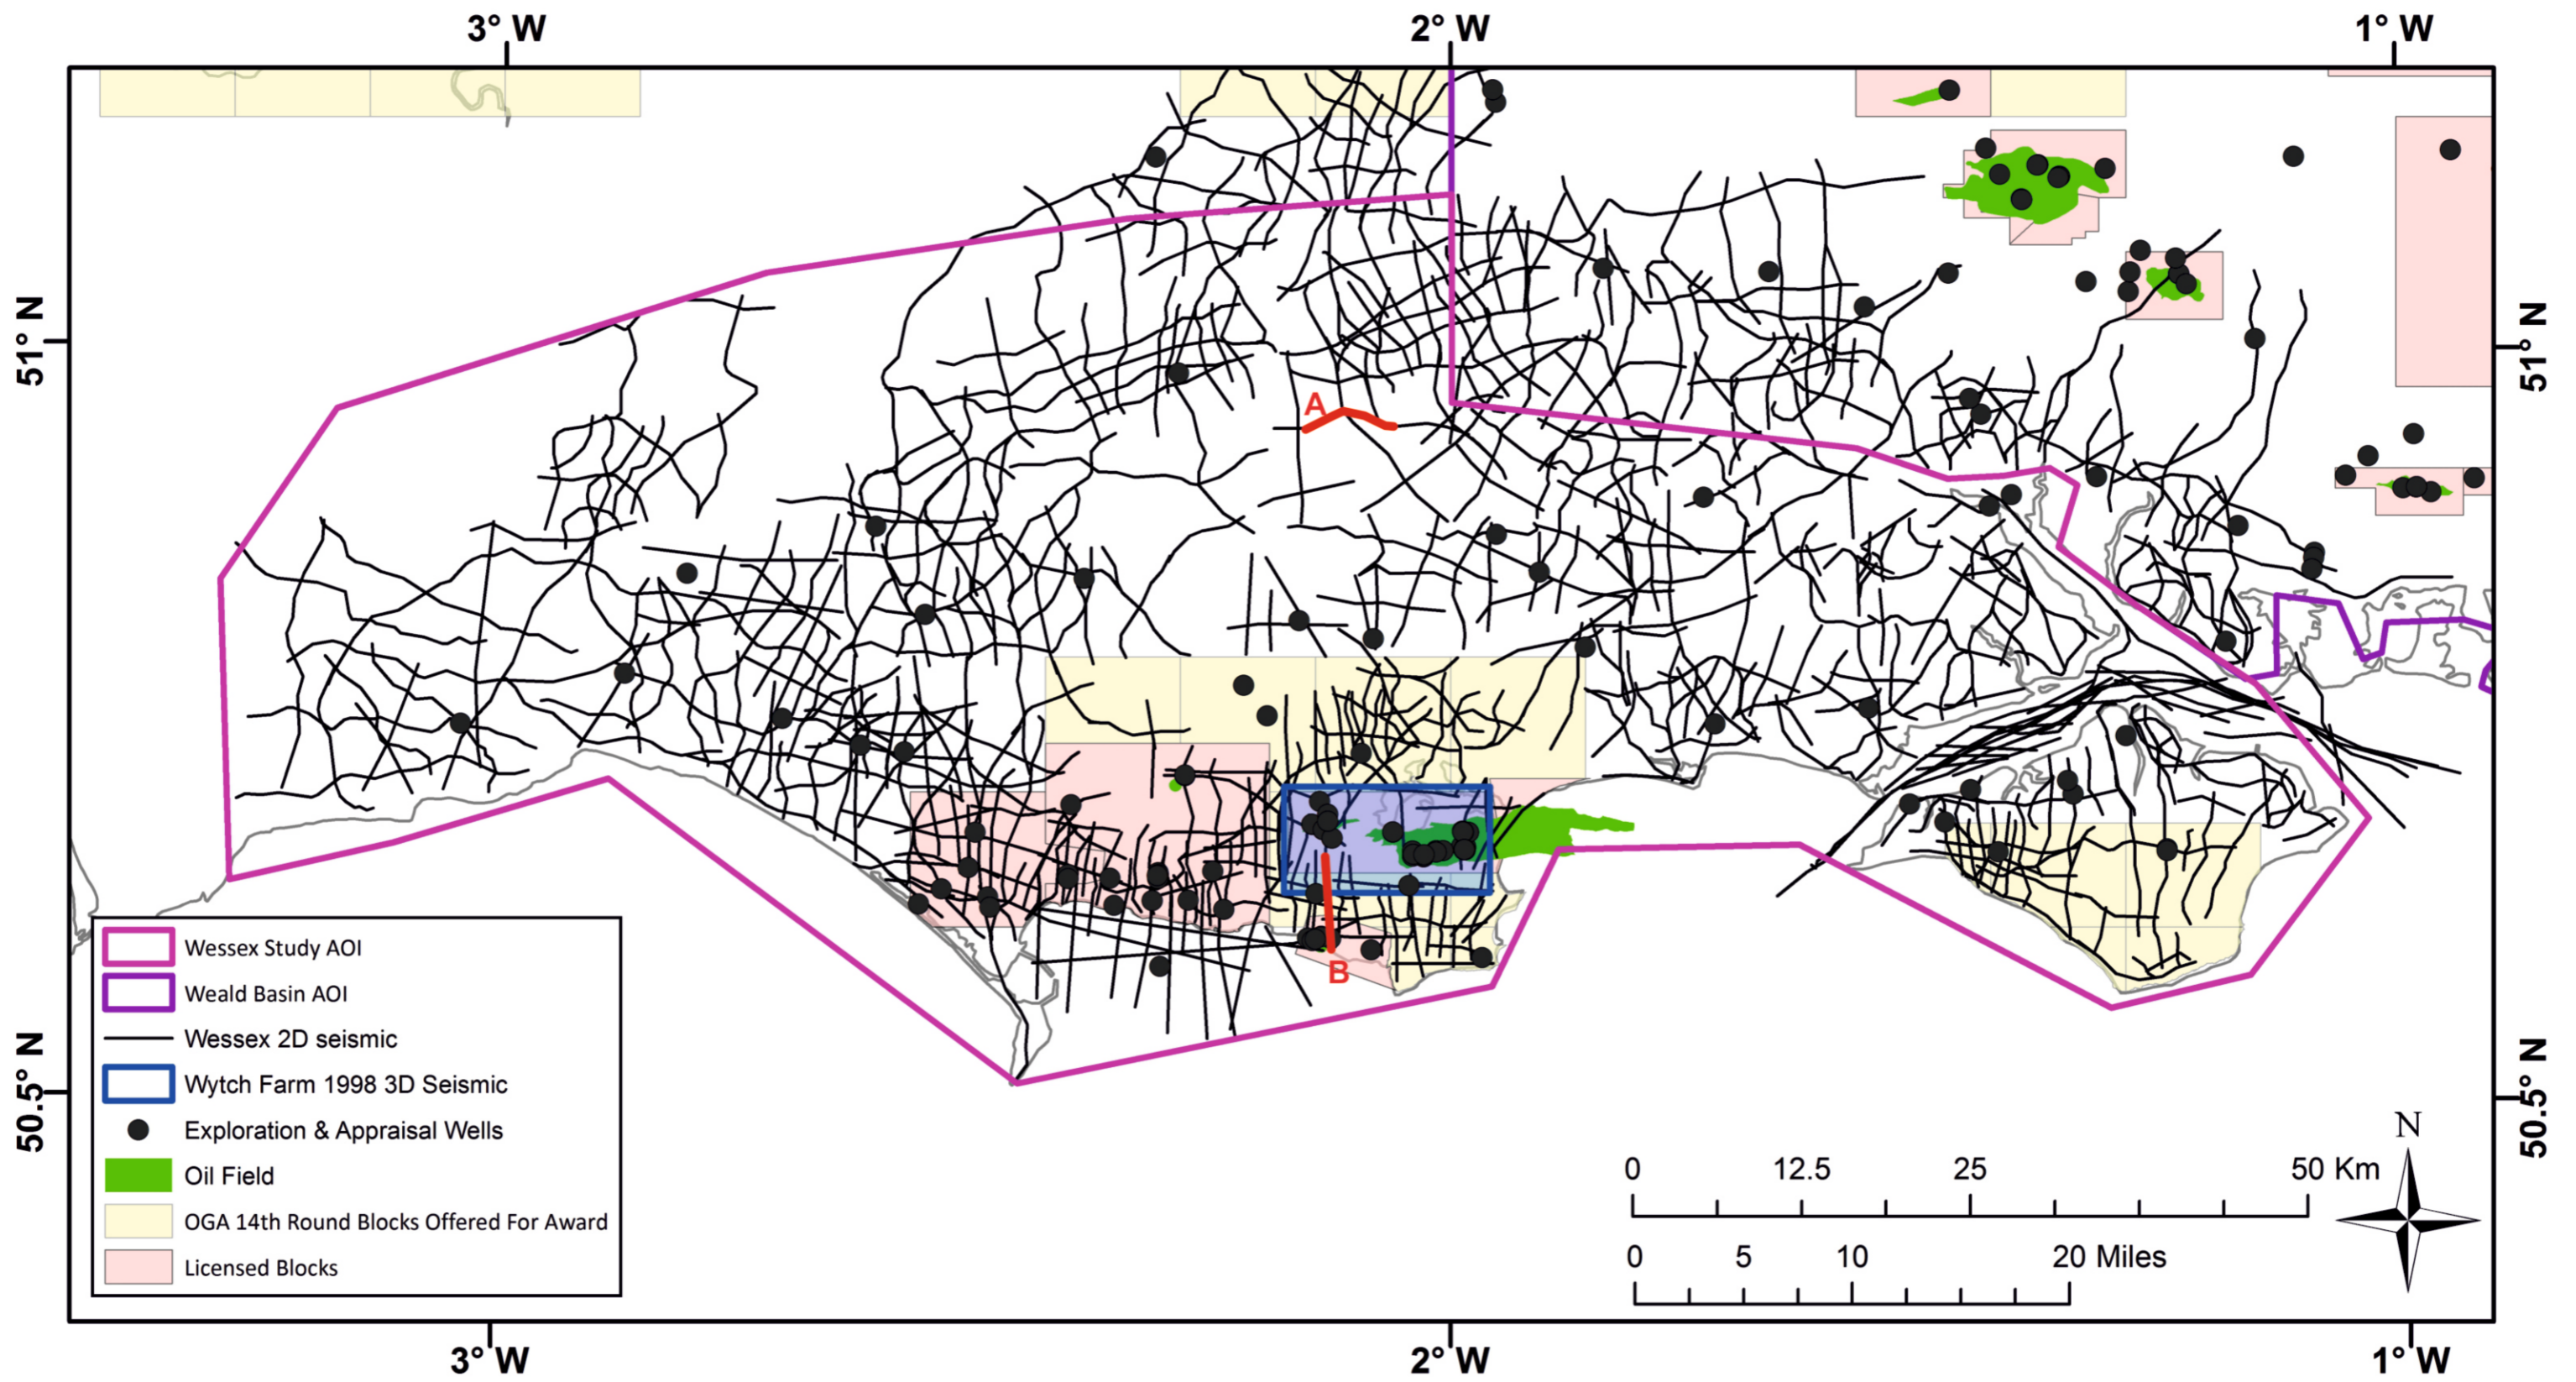 3° W 2° W 1° W
51° N 51° N
A
B
Wessex Study AOI
Weald Basin AOI
Wessex 2D seismic
Wytch Farm 1998 3D Seismic
Exploration & Appraisal Wells
Oil Field
OGA 14th Round Blocks Offered For Award
Licensed Blocks
50.5° N 50.5° N
N
0 12.5 25 50 Km
0 5 10 20 Miles
3° W 2° W 1° W